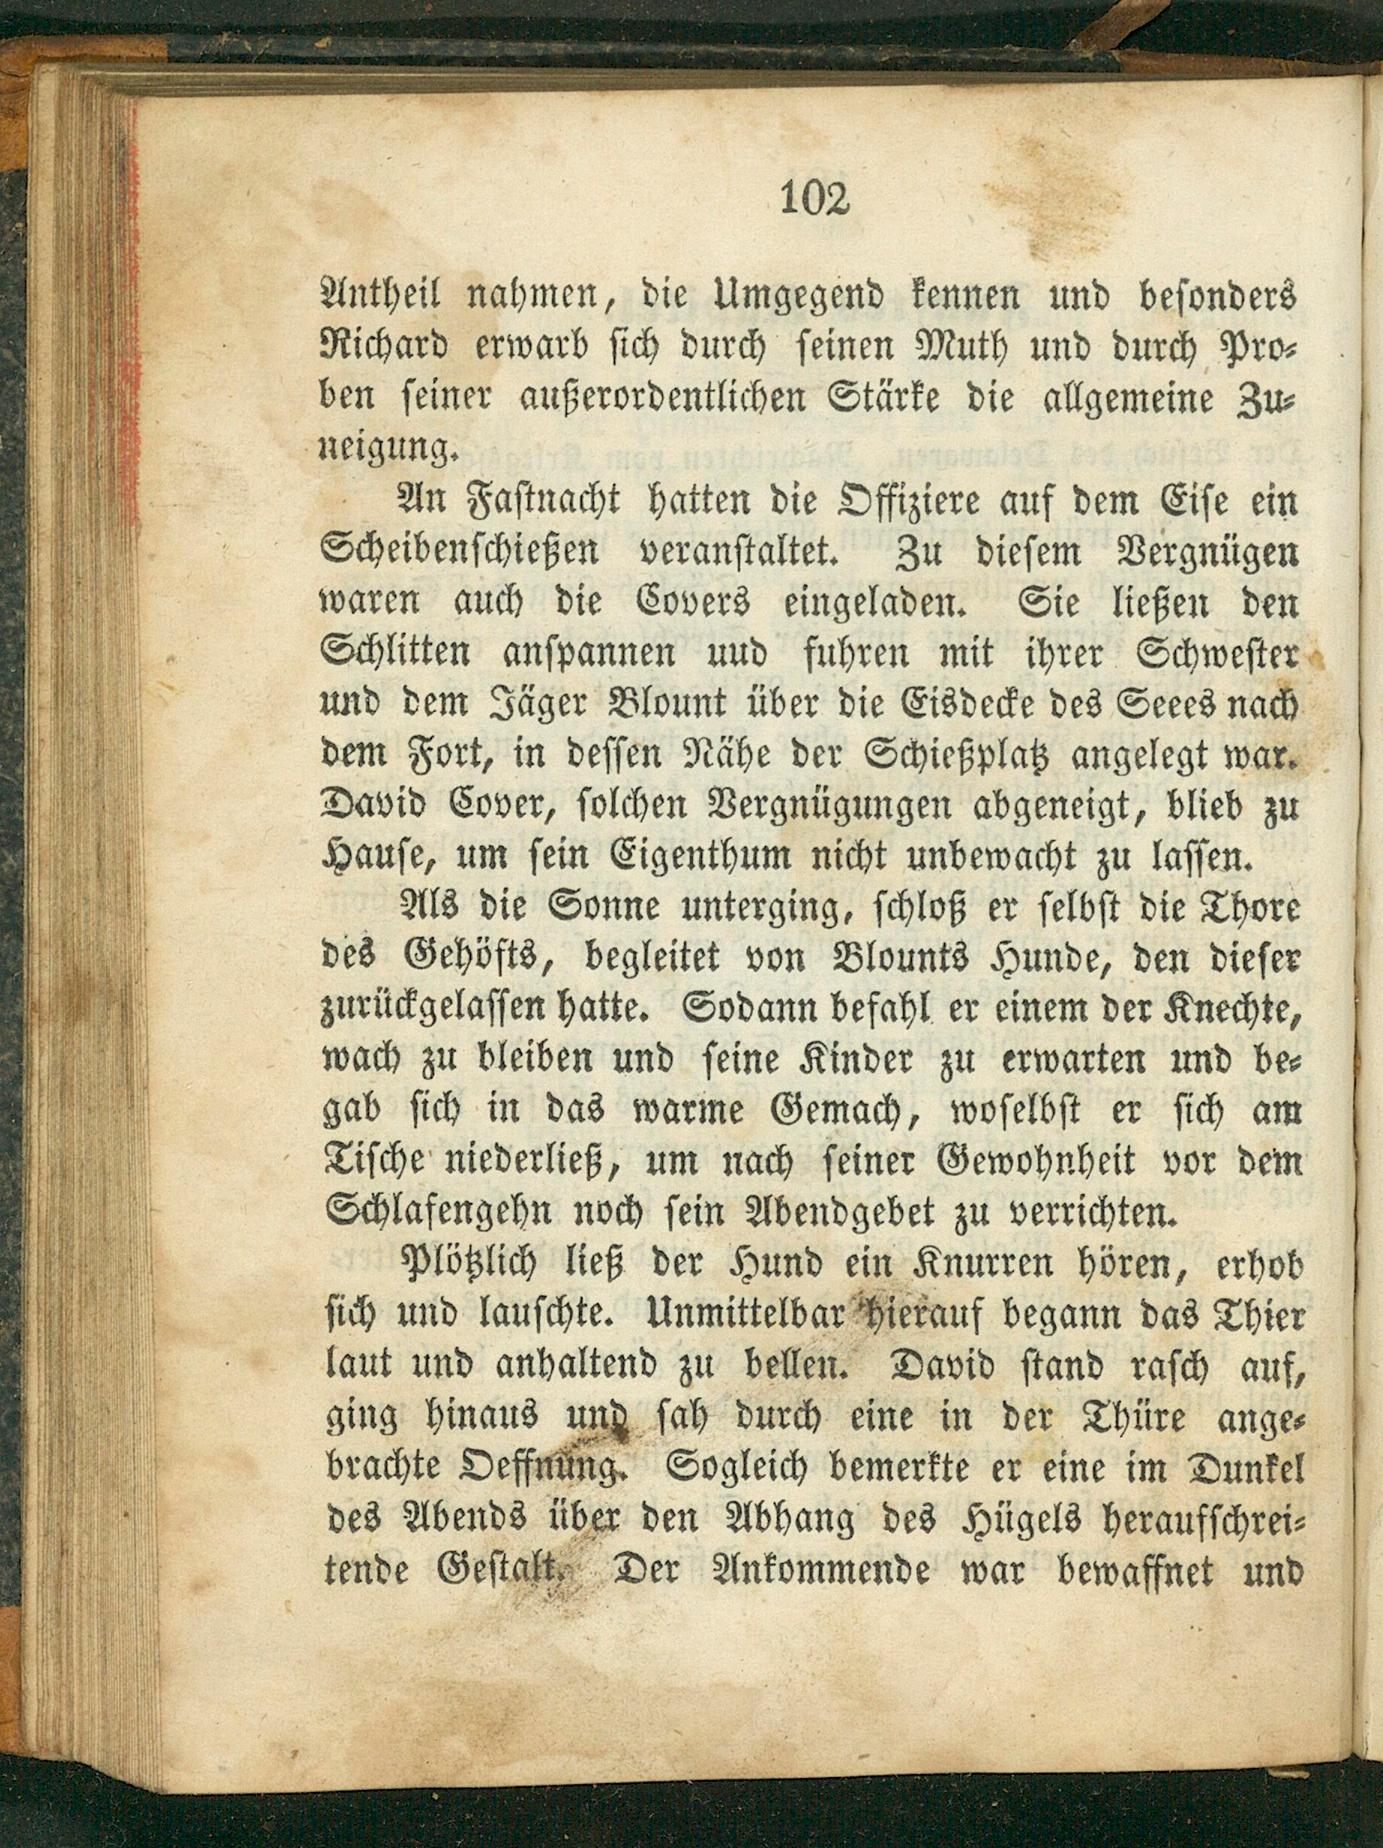 102
Antheil nahmen, die Umgegend kennen und besonders
Richard erwarb sich durch seinen Muth und durch Pro-
ben seiner außerordentlichen Stärke die allgemeine Zu-
neigung.
An Fastnacht hatten die Offiziere auf dem Eise ein
Scheibenschießen veranstaltet. Zu diesem Vergnügen
waren auch die Covers eingeladen. Sie ließen den
Schlitten anspannen uud fuhren mit ihrer Schwester
und dem Jäger Blount über die Eisdecke des Seees nach
dem Fort, in dessen Nähe der Schießplatz angelegt war.
David Cover, solchen Vergnügungen abgeneigt, blieb zu
Hause, um sein Eigenthum nicht unbewacht zu lassen.
Als die Sonne unterging, schloß er selbst die Thore
des Gehöfts, begleitet von Blounts Hunde, den dieser
zurückgelassen hatte. Sodann befahl er einem der Knechte,
wach zu bleiben und seine Kinder zu erwarten und be-
gab sich in das warme Gemach, woselbst er sich am
Tische niederließ, um nach seiner Gewohnheit vor dem
Schlafengehn noch sein Abendgebet zu verrichten.
Plötzlich ließ der Hund ein Knurren hören, erhob
sich und lauschte. Unmittelbar hierauf begann das Thier
laut und anhaltend zu bellen. David stand rasch auf,
ging hinaus und sah durch eine in der Thüre ange-
brachte Oeffnung. Sogleich bemerkte er eine im Dunkel
des Abends über den Abhang des Hügels heraufschrei-
tende Gestalt. Der Ankommende war bewaffnet und